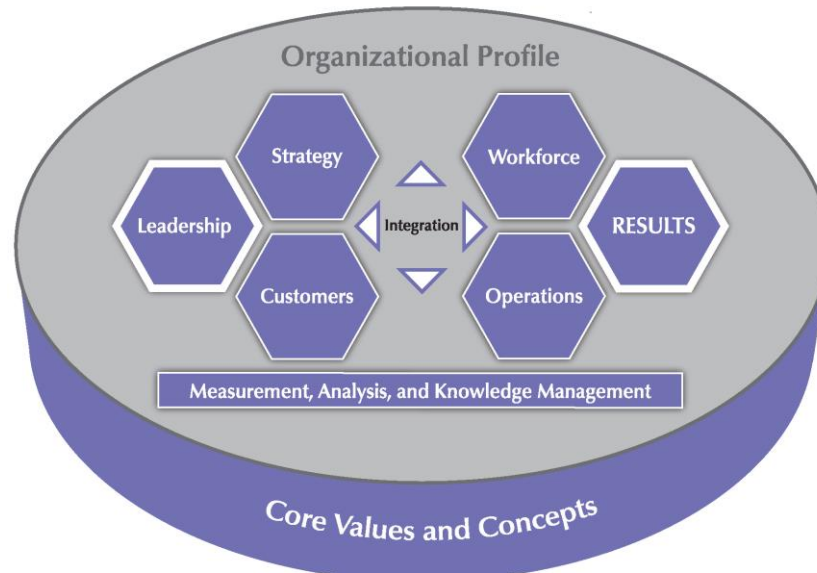 Organizational Profile
Strategy
Workforce
Leadership
Integration
RESULTS
Customers
Operations
Measurement, Analysis, and Knowledge Management
Core Values and Concepts